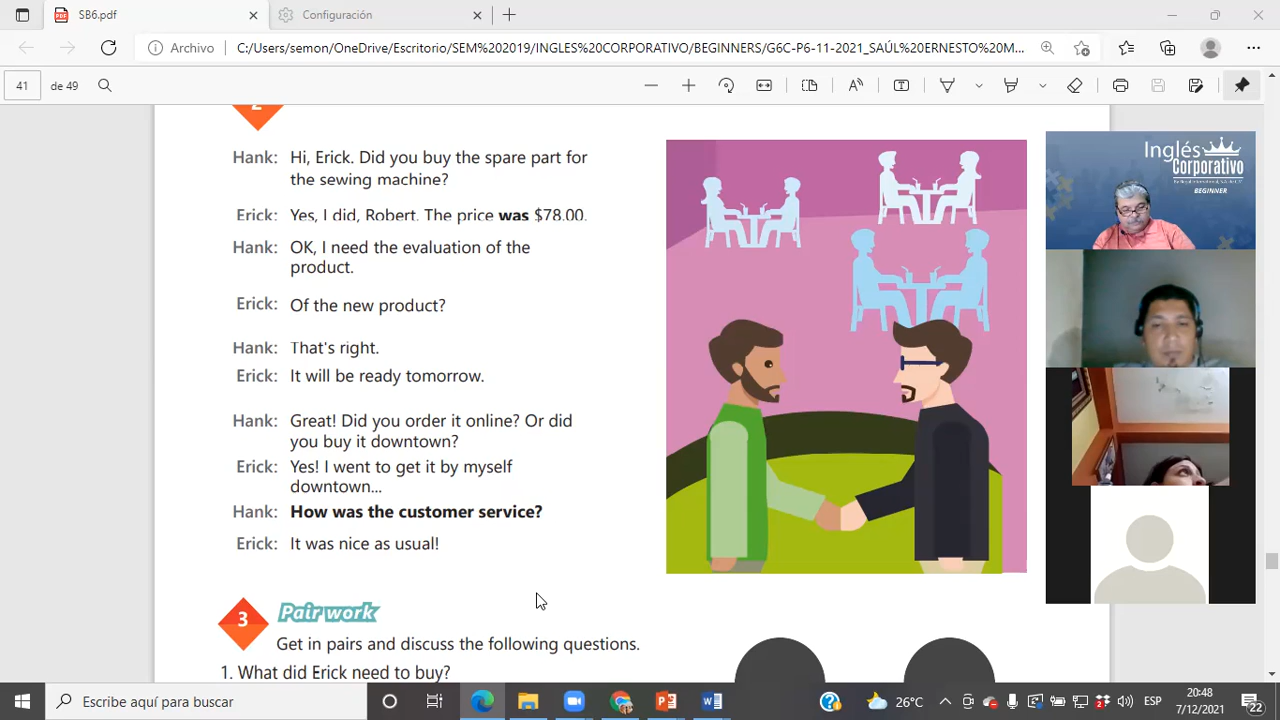 SB6.pdf
Configuración
Archivo
C:/Users/semon/OneDrive/Escritorio/SEM%202019/INGLES%20CORPORATIVO/BEGINNERS/G6C-P6-11-2021_SAÚL%20ERNESTO%20M...
41 de 49
2
Hank: Hi, Erick. Did you buy the spare part for
the sewing machine?
Erick: Yes, I did, Robert. The price was $78.00.
Hank: OK, I need the evaluation of the
product.
Erick: Of the new product?
Hank: That's right.
Erick: It will be ready tomorrow.
Hank: Great! Did you order it online? Or did
you buy it downtown?
Erick: Yes! I went to get it by myself
downtown...
Hank: How was the customer service?
Erick: It was nice as usual!
3 Pair work
Get in pairs and discuss the following questions.
1. What did Erick need to buy?
Inglés
Corporativo
BEGINNER
Escribe aquí para buscar
26°C
ESP
20:48
7/12/2021
22